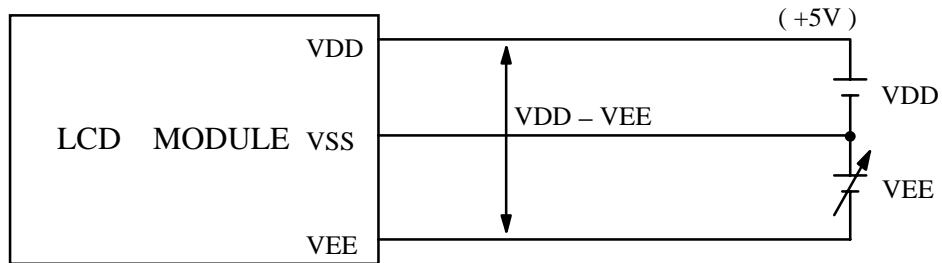 ( +5V )
VDD
VDD
VDD – VEE
LCD MODULE VSS
VEE
VEE